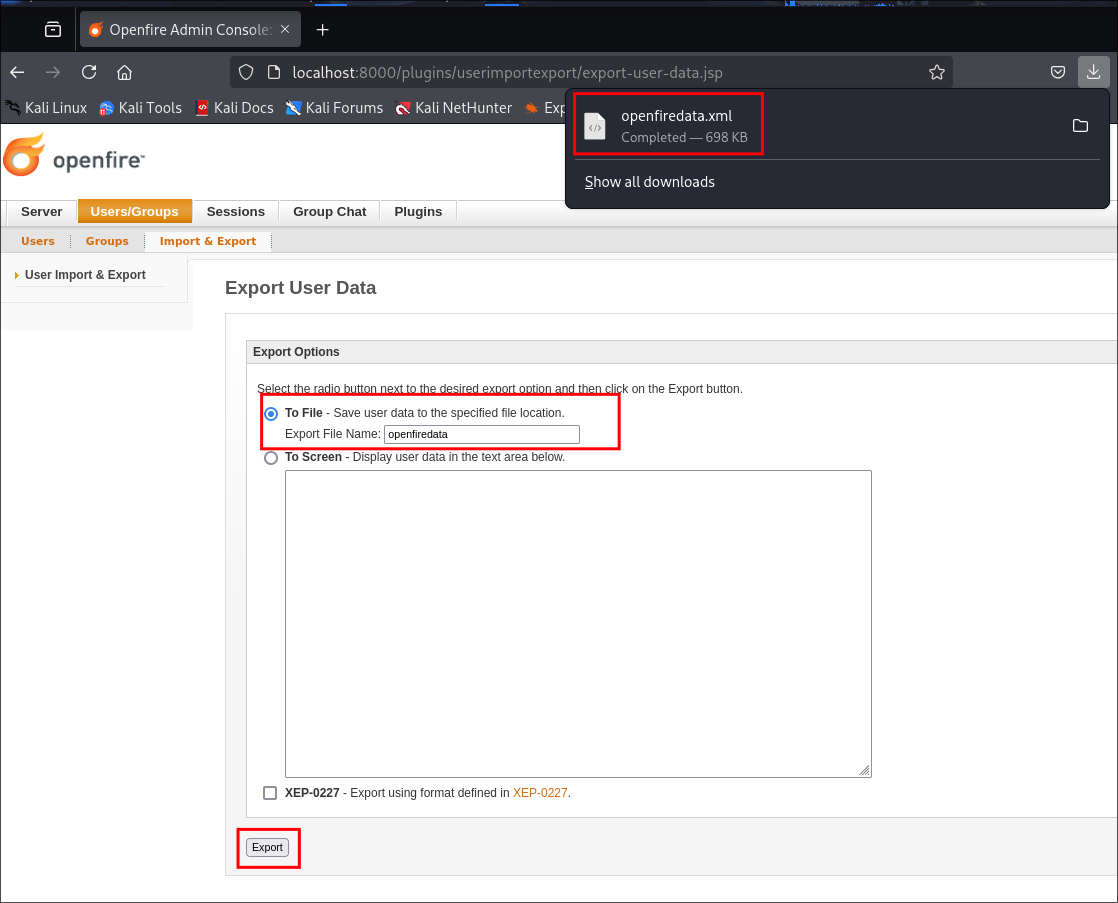 Openfire Admin Console:
localhost:8000/plugins/userimportexport/export-user-data.jsp
Kali Linux Kali Tools Kali Docs Kali Forums Kali NetHunter Exp
openfiredata.xml
Completed — 698 KB
Show all downloads
openfire™
Server Users/Groups Sessions Group Chat Plugins
Users Groups Import & Export
User Import & Export
Export User Data
Export Options
Select the radio button next to the desired export option and then click on the Export button.
To File - Save user data to the specified file location.
Export File Name: openfiredata
To Screen - Display user data in the text area below.
XEP-0227 - Export using format defined in XEP-0227.
Export